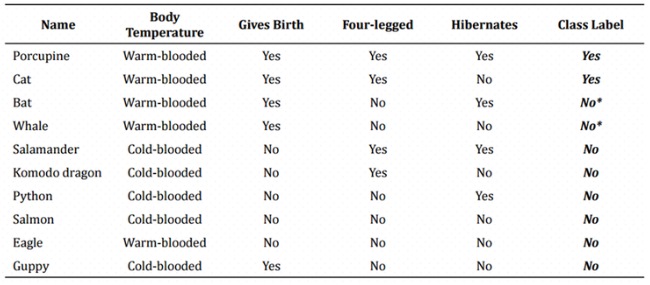 Name Body Temperature Gives Birth Four-legged Hibernates Class Label
Porcupine Warm-blooded Yes Yes Yes Yes
Cat Warm-blooded Yes Yes No Yes
Bat Warm-blooded Yes No Yes No*
Whale Warm-blooded Yes No No No*
Salamander Cold-blooded No Yes Yes No
Komodo dragon Cold-blooded No Yes No No
Python Cold-blooded No No Yes No
Salmon Cold-blooded No No No No
Eagle Warm-blooded No No No No
Guppy Cold-blooded Yes No No No